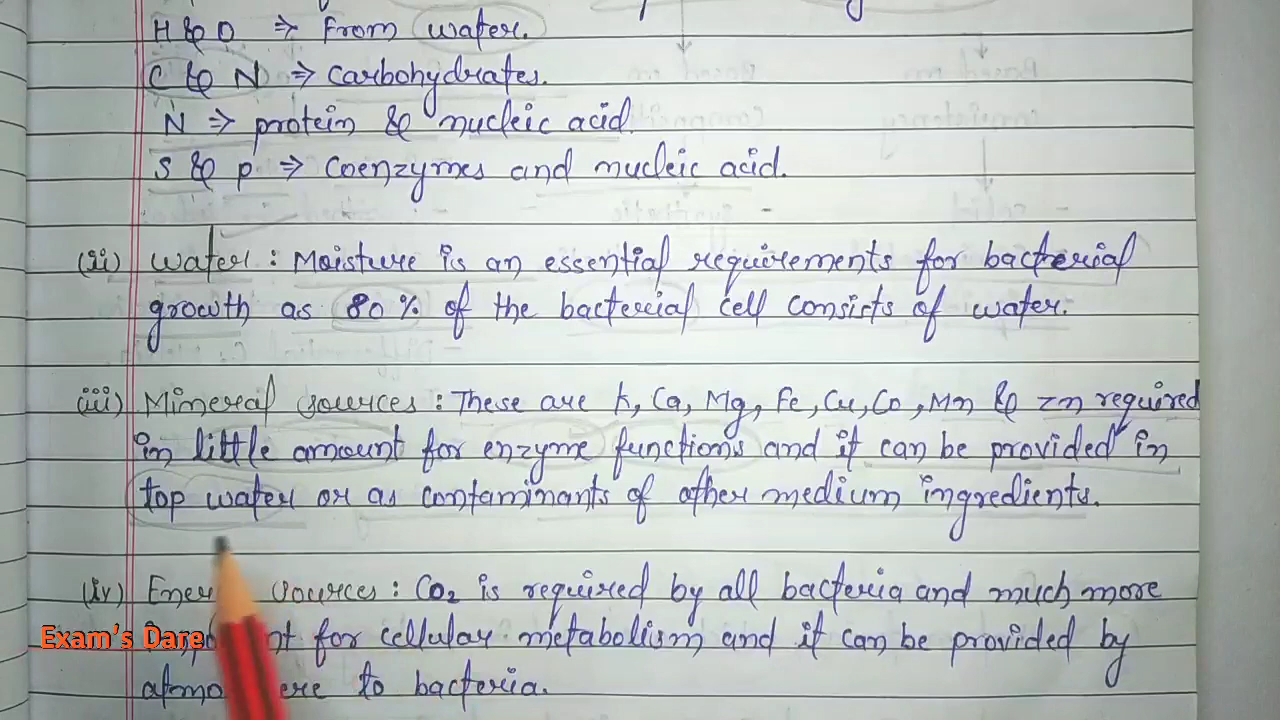 H & O ⇒ From water.
C & N ⇒ Carbohydrates.
N ⇒ protein & nucleic acid.
S & p ⇒ Coenzymes and nucleic acid.
(ii) water : Moisture is an essential requirements for bacterial
growth as 80% of the bacterial cell consists of water.
(iii) Mineral sources : These are K, Ca, Mg, Fe, Cu, Co, Mn & zn required
in little amount for enzyme functions and it can be provided in
top water or as contaminants of other medium ingredients.
(iv) Ener sources : CO2 is required by all bacteria and much more
Exam's Dare nt for cellular metabolism and it can be provided by
atmo ere to bacteria.